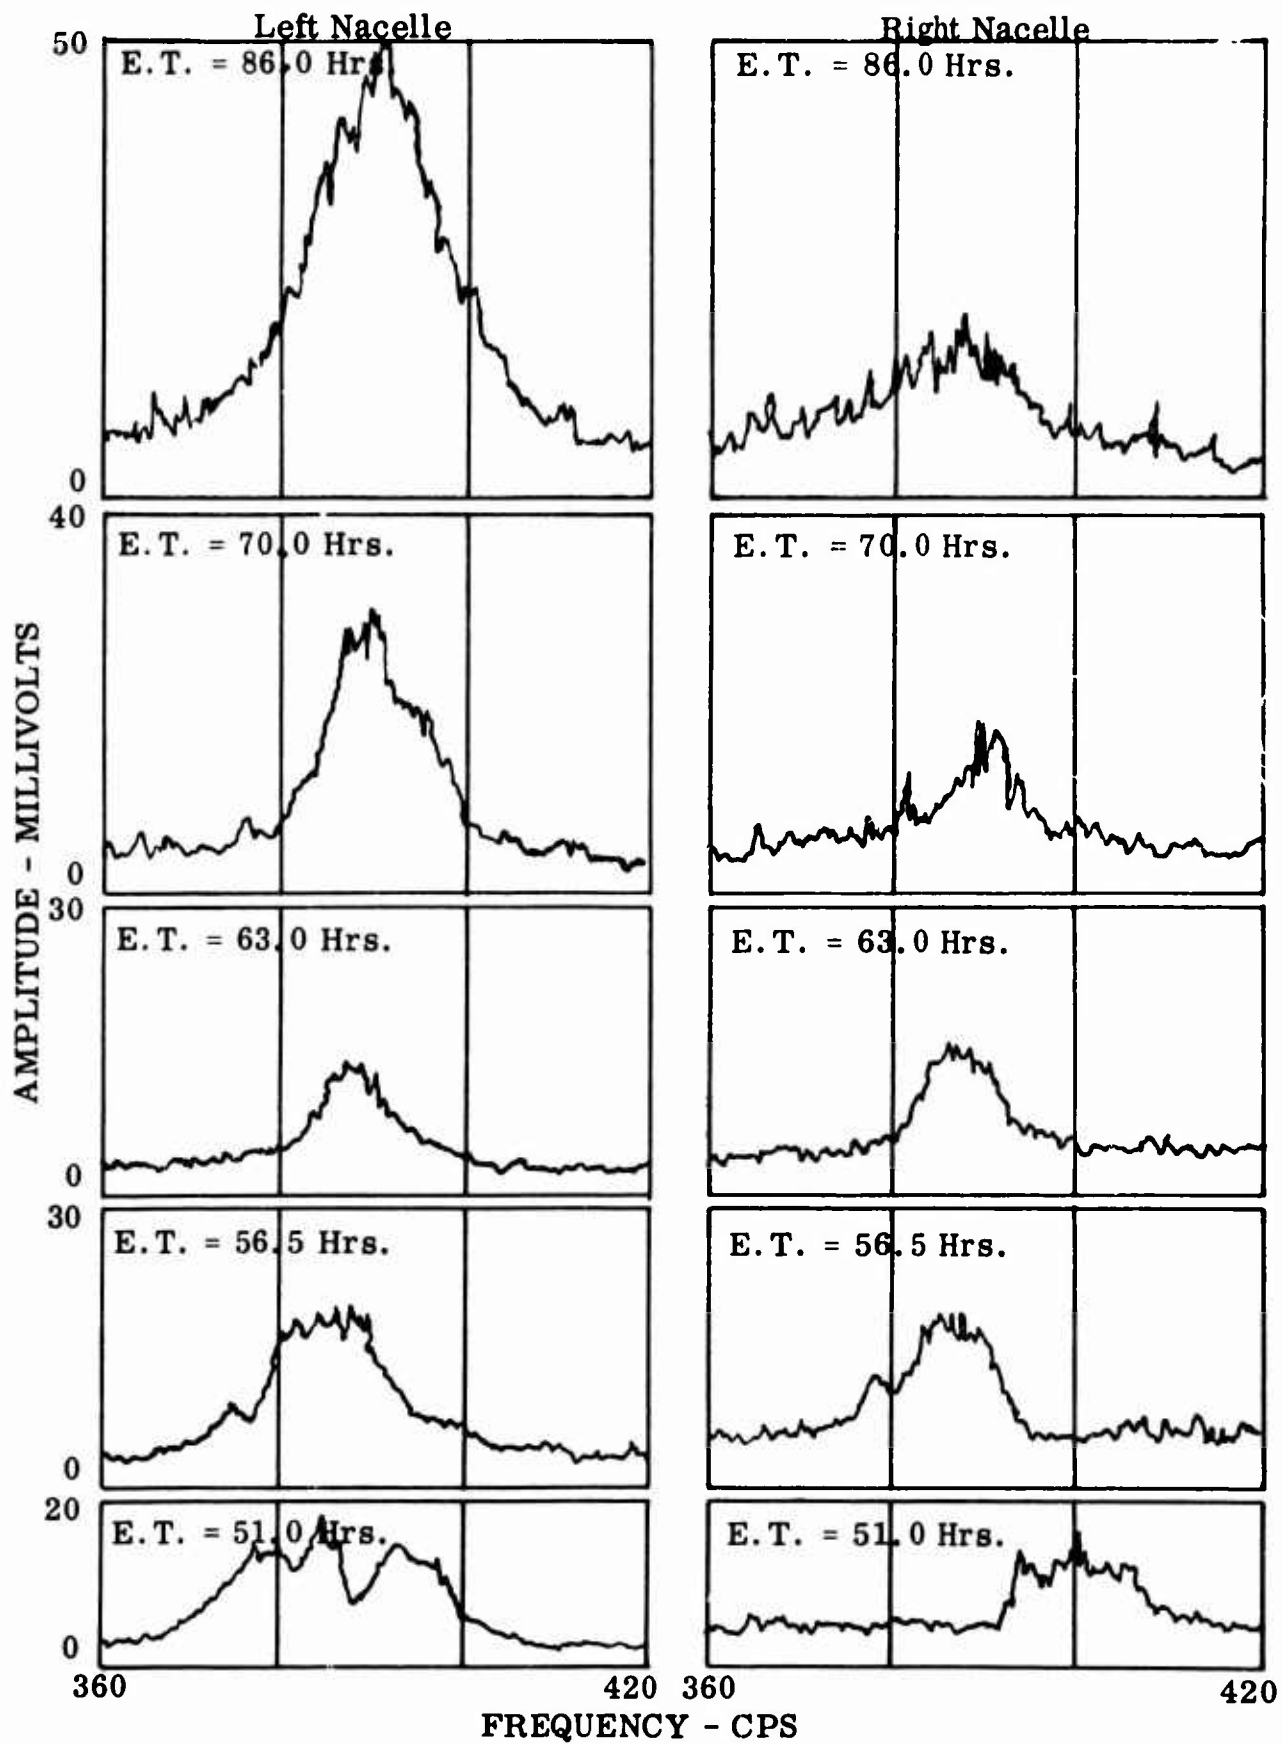 Left Nacelle
Right Nacelle
50
E.T. = 86.0 Hrs.
E.T. = 86.0 Hrs.
0
40
E.T. = 70.0 Hrs.
E.T. = 70.0 Hrs.
0
30
E.T. = 63.0 Hrs.
E.T. = 63.0 Hrs.
0
30
E.T. = 56.5 Hrs.
E.T. = 56.5 Hrs.
0
20
E.T. = 51.0 Hrs.
E.T. = 51.0 Hrs.
0
AMPLITUDE - MILLIVOLTS
360
420
360
420
FREQUENCY - CPS